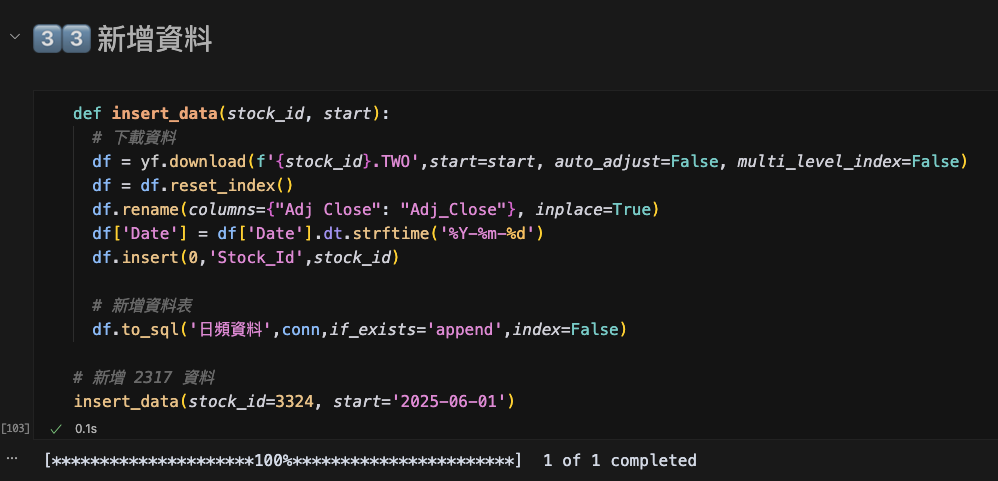 3️⃣3️⃣ 新增資料
def insert_data(stock_id, start):
# 下載資料
df = yf.download(f'{stock_id}.TWO',start=start, auto_adjust=False, multi_level_index=False)
df = df.reset_index()
df.rename(columns={"Adj Close": "Adj_Close"}, inplace=True)
df['Date'] = df['Date'].dt.strftime('%Y-%m-%d')
df.insert(0,'Stock_Id',stock_id)
# 新增資料表
df.to_sql('日頻資料',conn,if_exists='append',index=False)
# 新增 2317 資料
insert_data(stock_id=3324, start='2025-06-01')
[103] ✓ 0.1s
... [*********************100%***********************] 1 of 1 completed